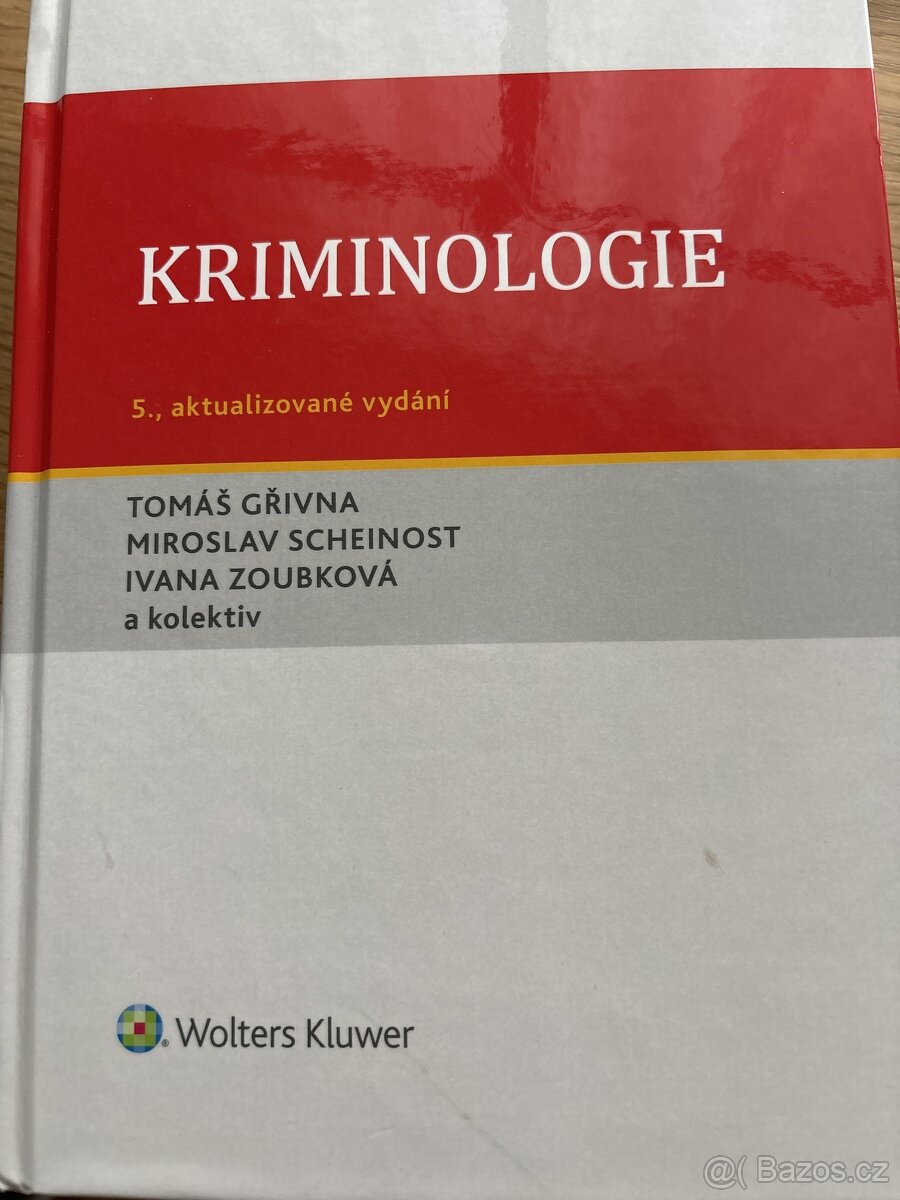 KRIMINOLOGIE
5., aktualizované vydání
TOMÁŠ GŘIVNA
MIROSLAV SCHEINOST
IVANA ZOUBKOVÁ
a kolektiv
Wolters Kluwer
@( Bazos.cz